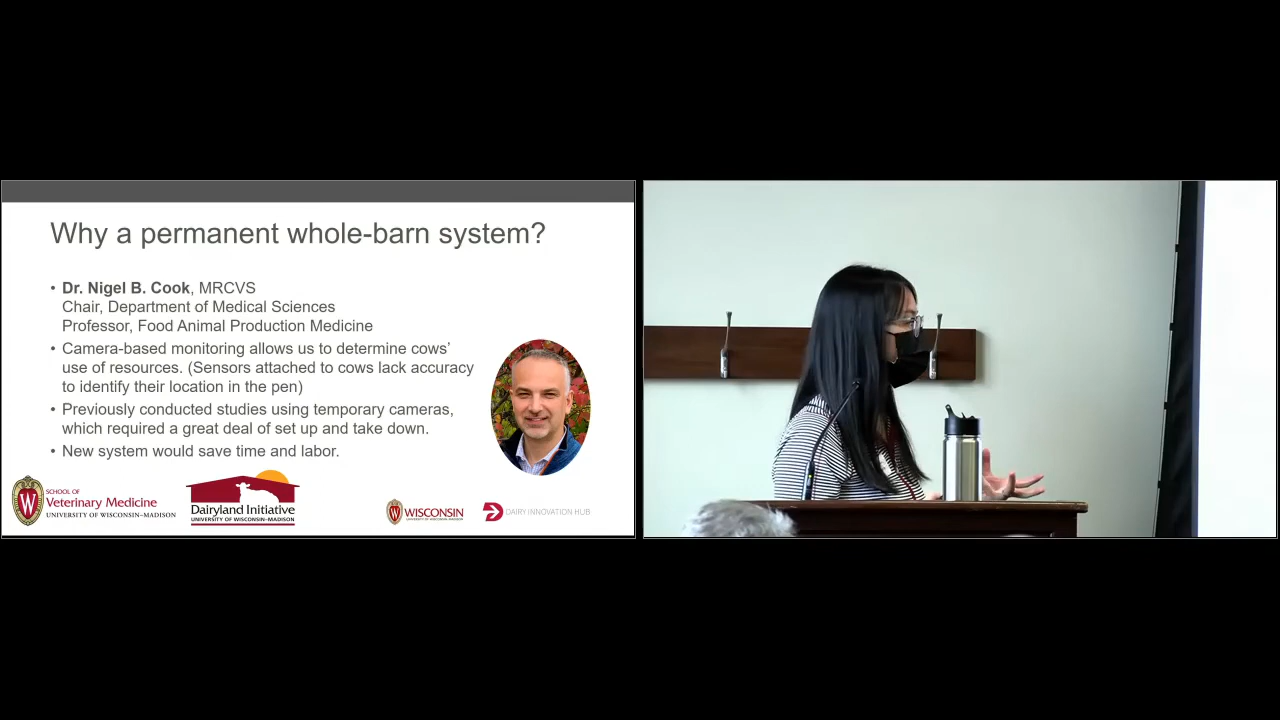 Why a permanent whole-barn system?
• Dr. Nigel B. Cook, MRCVS
Chair, Department of Medical Sciences
Professor, Food Animal Production Medicine
• Camera-based monitoring allows us to determine cows'
use of resources. (Sensors attached to cows lack accuracy
to identify their location in the pen)
• Previously conducted studies using temporary cameras,
which required a great deal of set up and take down.
• New system would save time and labor.
W
SCHOOL OF
Veterinary Medicine
UNIVERSITY OF WISCONSIN–MADISON
Dairyland Initiative
UNIVERSITY OF WISCONSIN–MADISON
W
WISCONSIN
UNIVERSITY OF WISCONSIN–MADISON
DAIRY INNOVATION HUB